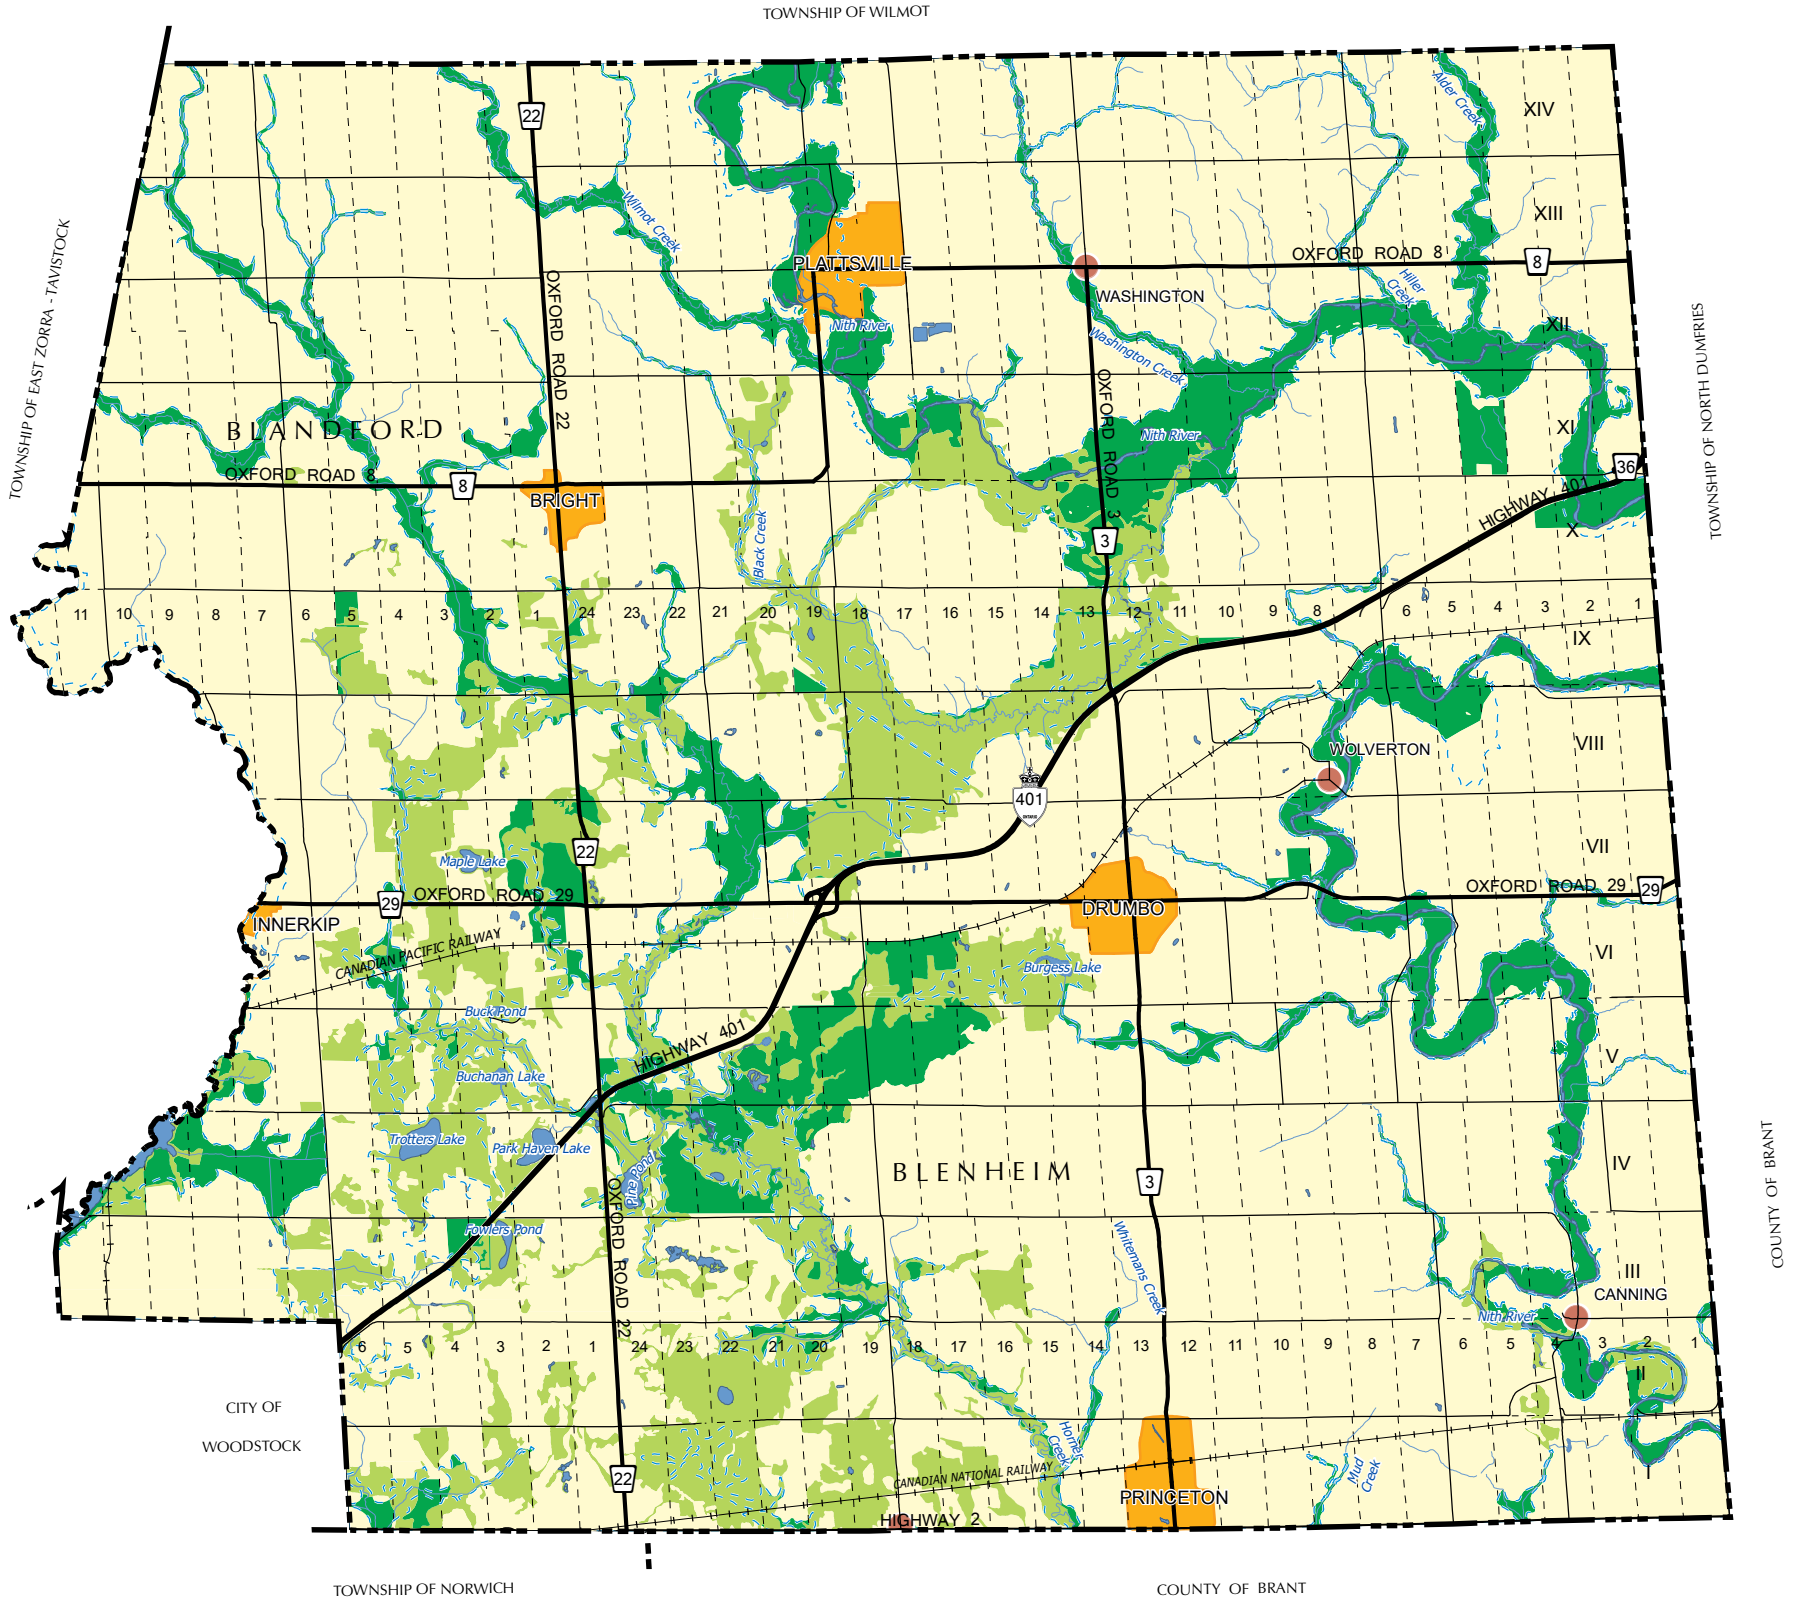 TOWNSHIP OF WILMOT
Alder Creek
XIV
22
Wilmot Creek
XIII
TOWNSHIP OF EAST ZORRA - TAVISTOCK
PLATTSVILLE
OXFORD ROAD 8
8
Hiller
Creek
WASHINGTON
OXFORD ROAD 22
Nith River
Washington Creek
XII
TOWNSHIP OF NORTH DUMFRIES
OXFORD ROAD 3
BLANDFORD
Nith River
XI
OXFORD ROAD 8
8
36
BRIGHT
HIGHWAY 401
X
Black Creek
3
11 10 9 8 7 6 5 4 3 2 1 24 23 22 21 20 19 18 17 16 15 14 13 12 11 10 9 8 7 6 5 4 3 2 1
IX
VIII
WOLVERTON
401
ONTARIO
VII
22
Maple Lake
29
OXFORD ROAD 29
OXFORD ROAD 29
29
DRUMBO
INNERKIP
CANADIAN PACIFIC RAILWAY
VI
Burgess Lake
Buck Pond
HIGHWAY 401
V
Buchanan Lake
Trotters Lake
Park Haven Lake
Pine Pond
BLENHEIM
IV
3
COUNTY OF BRANT
OXFORD ROAD 22
Fowlers Pond
Whitemans Creek
III
CANNING
Nith River
6 5 4 3 2 1 24 23 22 21 20 19 18 17 16 15 14 13 12 11 10 9 8 7 6 5 4 3 2 1
II
CITY OF
WOODSTOCK
Horner
Creek
22
CANADIAN NATIONAL RAILWAY
Mud
Creek
I
PRINCETON
HIGHWAY 2
TOWNSHIP OF NORWICH
COUNTY OF BRANT